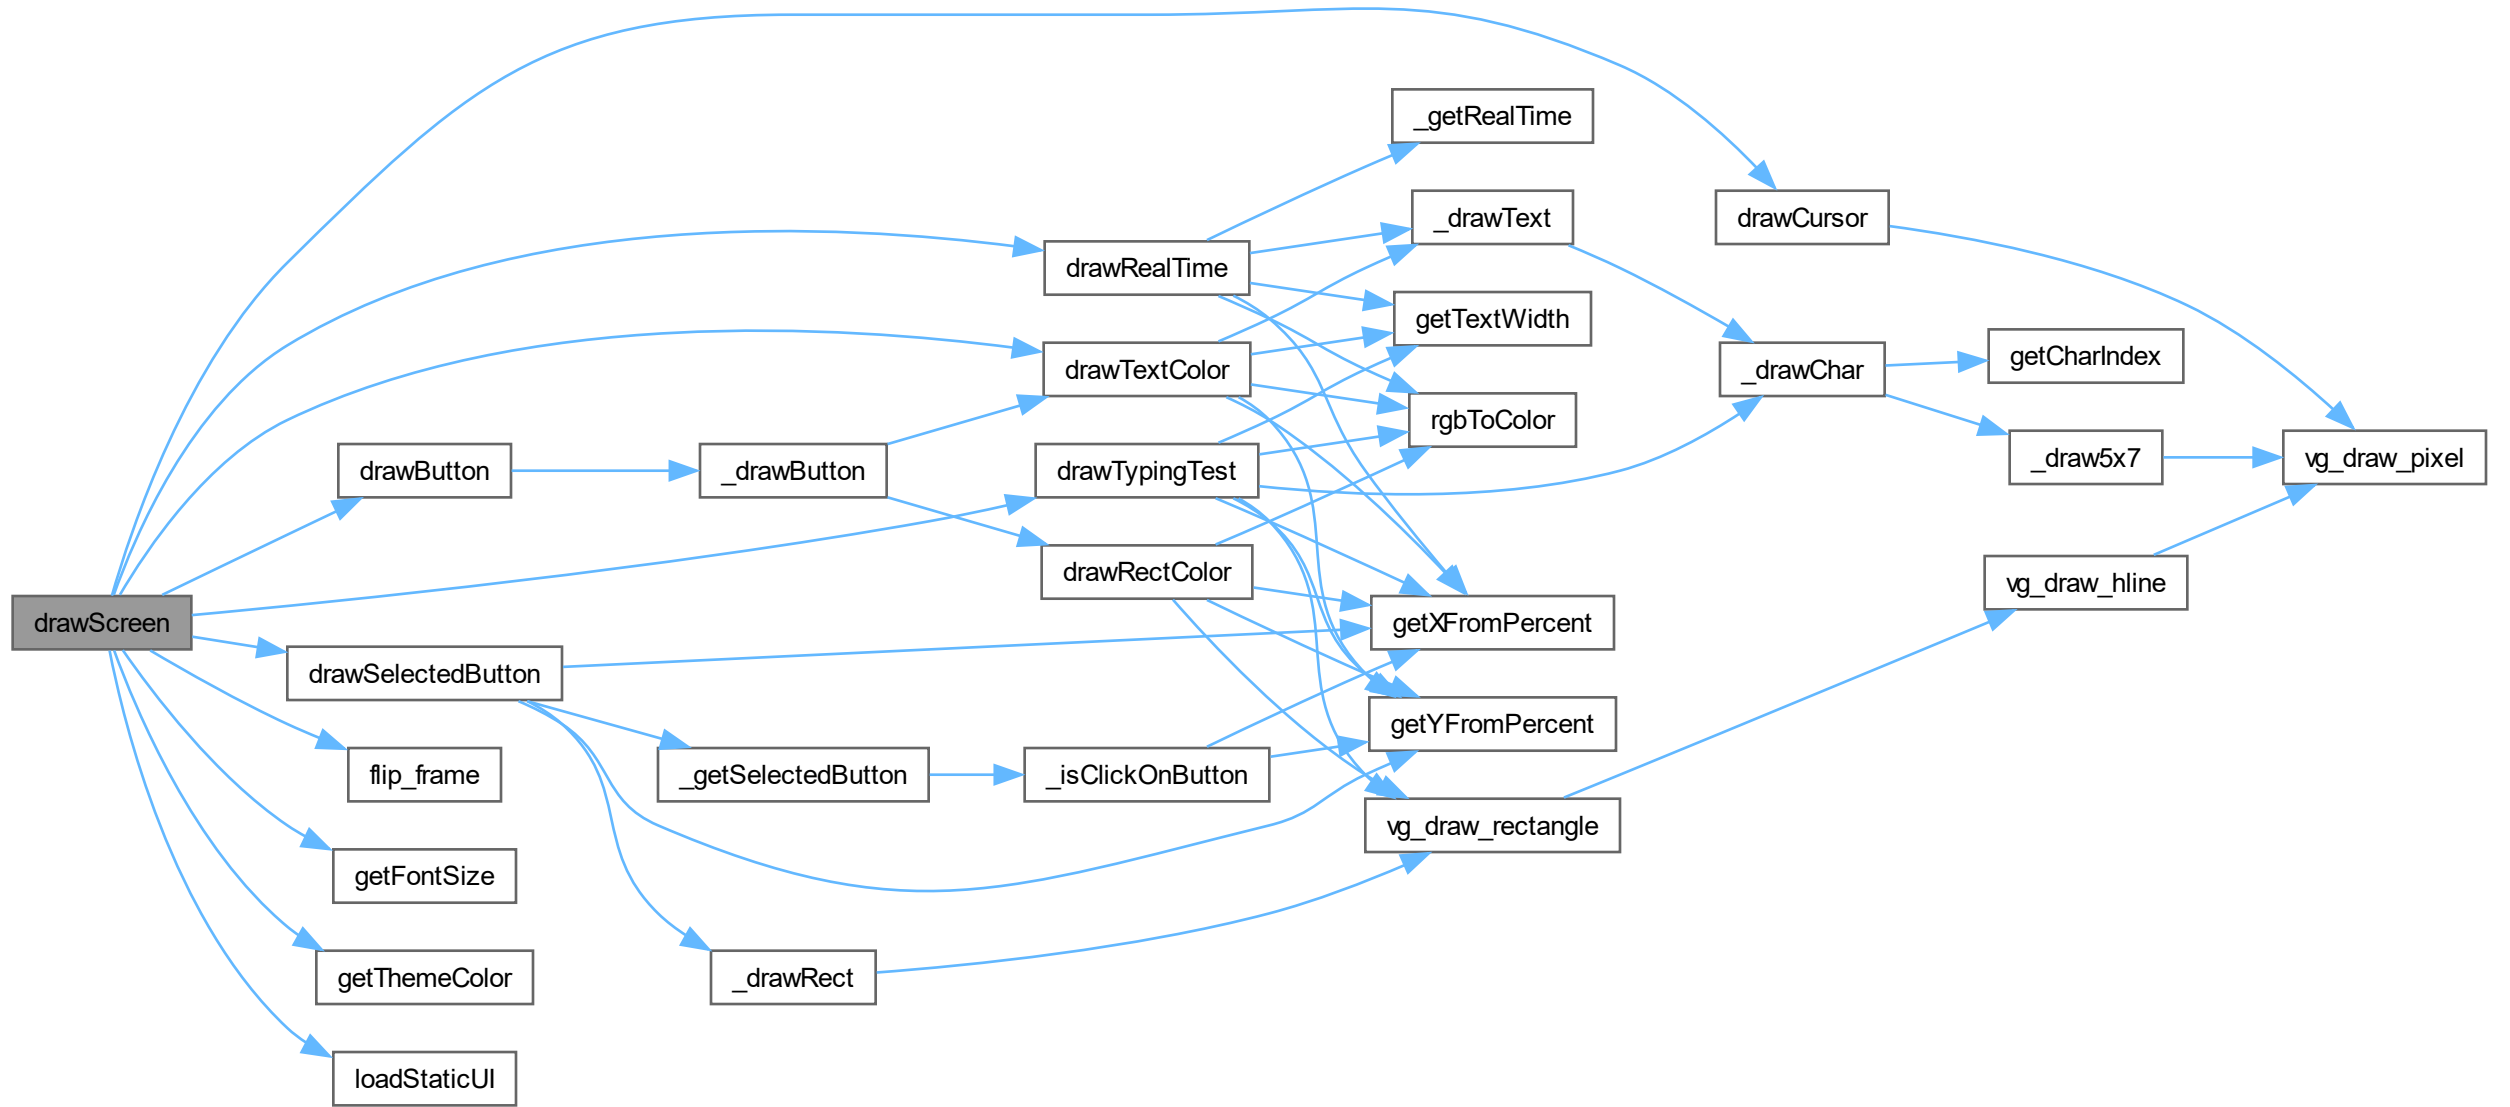 drawScreen
drawButton
drawSelectedButton
flip_frame
getFontSize
getThemeColor
loadStaticUI
_drawButton
_getSelectedButton
_drawRect
drawRealTime
drawTextColor
drawTypingTest
drawRectColor
_isClickOnButton
_getRealTime
_drawText
getTextWidth
rgbToColor
getXFromPercent
getYFromPercent
vg_draw_rectangle
drawCursor
_drawChar
getCharIndex
_draw5x7
vg_draw_hline
vg_draw_pixel